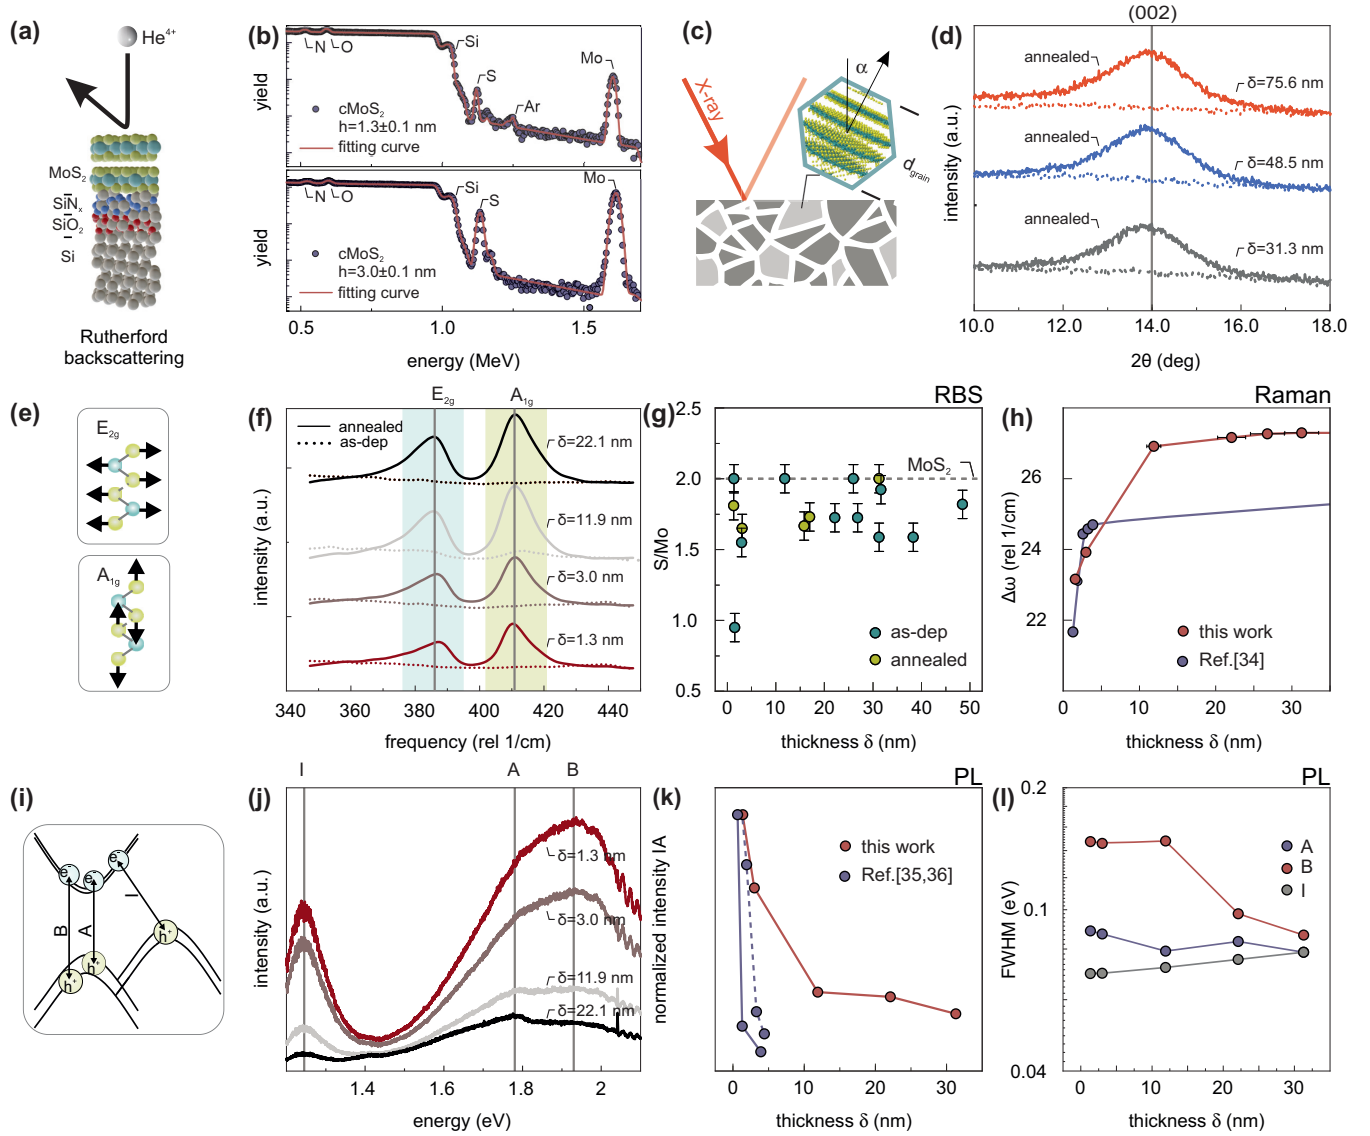 (a)
He4+
MoS2
SiNx
SiO2
Si
Rutherford
backscattering
(b)
yield
N
O
Si
S
Ar
Mo
cMoS2
h=1.3±0.1 nm
fitting curve
yield
N
O
Si
S
Mo
cMoS2
h=3.0±0.1 nm
fitting curve
0.5
1.0
1.5
energy (MeV)
(c)
X-ray
α
dgrain
(d)
(002)
intensity (a.u.)
annealed
δ=75.6 nm
annealed
δ=48.5 nm
annealed
δ=31.3 nm
10.0
12.0
14.0
16.0
18.0
2θ (deg)
(e)
E2g
A1g
(f)
E2g
A1g
intensity (a.u.)
annealed
as-dep
δ=22.1 nm
δ=11.9 nm
δ=3.0 nm
δ=1.3 nm
340
360
380
400
420
440
frequency (rel 1/cm)
(g)
RBS
S/Mo
2.5
2.0
1.5
1.0
0.5
MoS2
as-dep
annealed
0
10
20
30
40
50
thickness δ (nm)
(h)
Raman
Δω (rel 1/cm)
26
24
22
this work
Ref.[34]
0
5
10
15
20
25
30
thickness δ (nm)
(i)
e-
e-
e-
B
A
I
h+
h+
h+
(j)
I
A
B
intensity (a.u.)
δ=1.3 nm
δ=3.0 nm
δ=11.9 nm
δ=22.1 nm
1.4
1.6
1.8
2
energy (eV)
(k)
PL
normalized intensity IA
this work
Ref.[35,36]
0
10
20
30
thickness δ (nm)
(l)
PL
FWHM (eV)
0.2
0.1
0.04
A
B
I
0
10
20
30
thickness δ (nm)